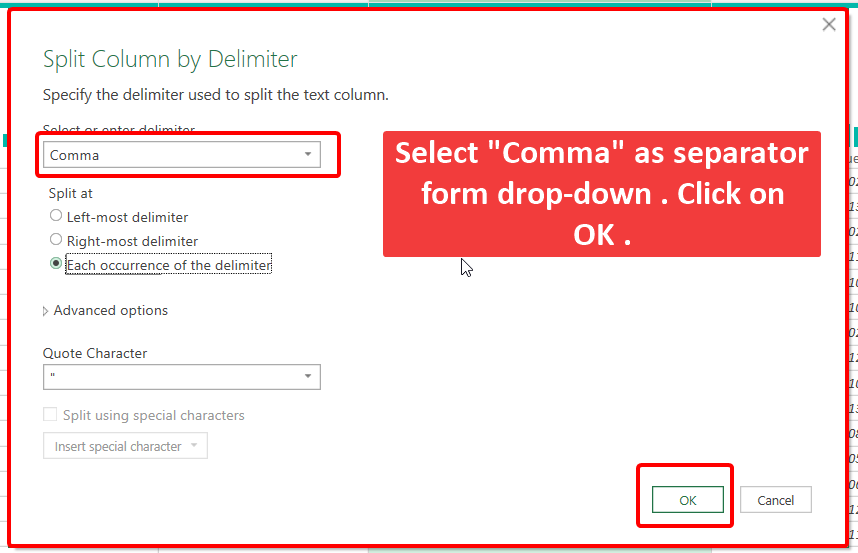 Split Column by Delimiter
Specify the delimiter used to split the text column.
Select or enter delimiter
Comma
Select "Comma" as separator
form drop-down . Click on
OK .
Split at
Left-most delimiter
Right-most delimiter
Each occurrence of the delimiter
Advanced options
Quote Character
"
Split using special characters
Insert special character
OK
Cancel